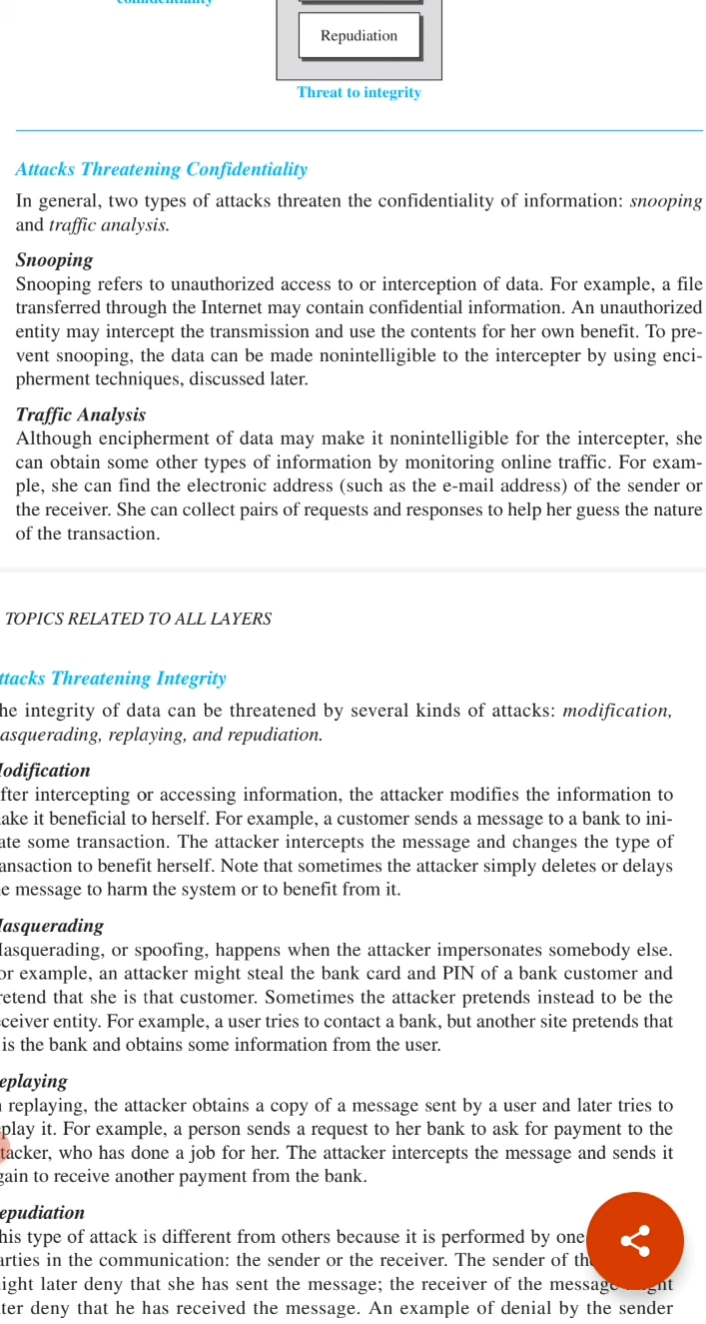 confidentiality
Repudiation
Threat to integrity
Attacks Threatening Confidentiality
In general, two types of attacks threaten the confidentiality of information: snooping
and traffic analysis.
Snooping
Snooping refers to unauthorized access to or interception of data. For example, a file
transferred through the Internet may contain confidential information. An unauthorized
entity may intercept the transmission and use the contents for her own benefit. To pre-
vent snooping, the data can be made nonintelligible to the intercepter by using enci-
pherment techniques, discussed later.
Traffic Analysis
Although encipherment of data may make it nonintelligible for the intercepter, she
can obtain some other types of information by monitoring online traffic. For exam-
ple, she can find the electronic address (such as the e-mail address) of the sender or
the receiver. She can collect pairs of requests and responses to help her guess the nature
of the transaction.
TOPICS RELATED TO ALL LAYERS
ttacks Threatening Integrity
he integrity of data can be threatened by several kinds of attacks: modification,
asquerading, replaying, and repudiation.
odification
fter intercepting or accessing information, the attacker modifies the information to
ake it beneficial to herself. For example, a customer sends a message to a bank to ini-
ate some transaction. The attacker intercepts the message and changes the type of
ansaction to benefit herself. Note that sometimes the attacker simply deletes or delays
e message to harm the system or to benefit from it.
asquerading
asquerading, or spoofing, happens when the attacker impersonates somebody else.
or example, an attacker might steal the bank card and PIN of a bank customer and
retend that she is that customer. Sometimes the attacker pretends instead to be the
ceiver entity. For example, a user tries to contact a bank, but another site pretends that
is the bank and obtains some information from the user.
eplaying
replaying, the attacker obtains a copy of a message sent by a user and later tries to
play it. For example, a person sends a request to her bank to ask for payment to the
tacker, who has done a job for her. The attacker intercepts the message and sends it
gain to receive another payment from the bank.
epudiation
his type of attack is different from others because it is performed by one
arties in the communication: the sender or the receiver. The sender of th
ight later deny that she has sent the message; the receiver of the message
ter deny that he has received the message. An example of denial by the sender